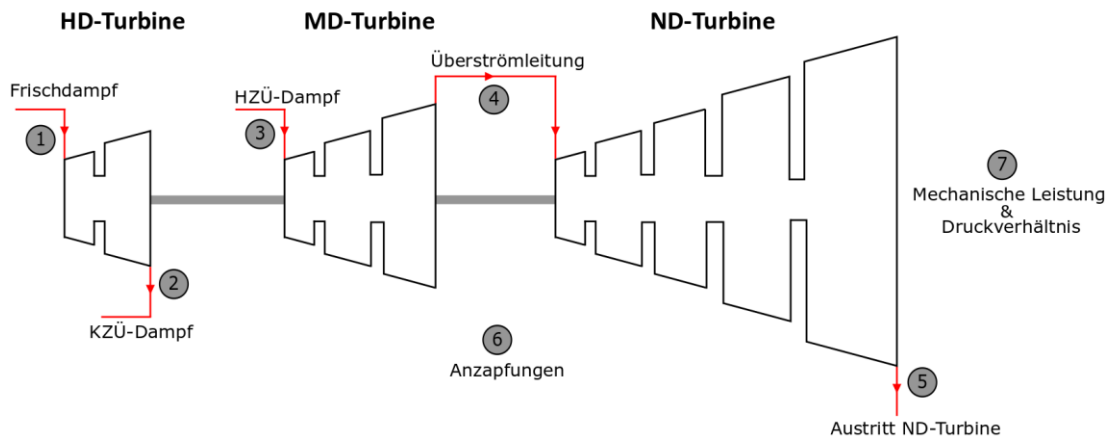 HD-Turbine
MD-Turbine
ND-Turbine
Frischdampf
1
2
KZÜ-Dampf
HZÜ-Dampf
3
Überströmleitung
4
6
Anzapfungen
7
Mechanische Leistung
&
Druckverhältnis
5
Austritt ND-Turbine